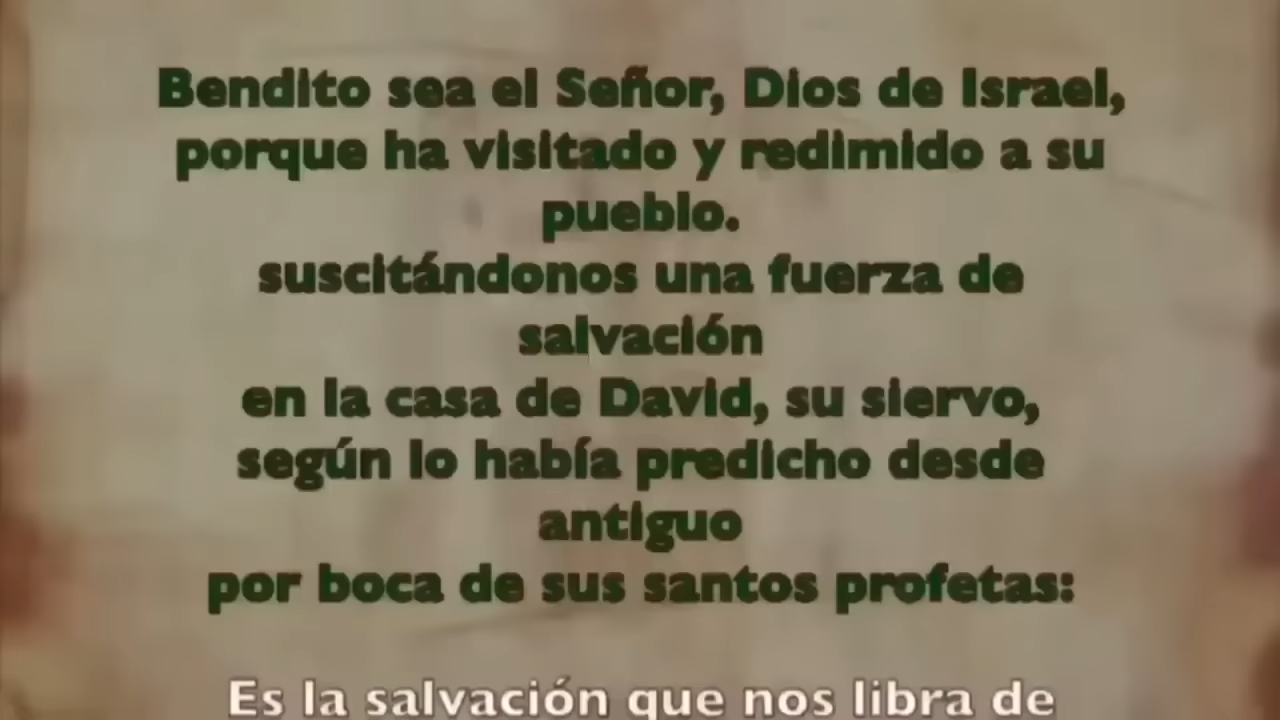 Bendito sea el Señor, Dios de Israel,
porque ha visitado y redimido a su
pueblo.
suscitándonos una fuerza de
salvación
en la casa de David, su siervo,
según lo había predicho desde
antiguo
por boca de sus santos profetas:
Es la salvación que nos libra de